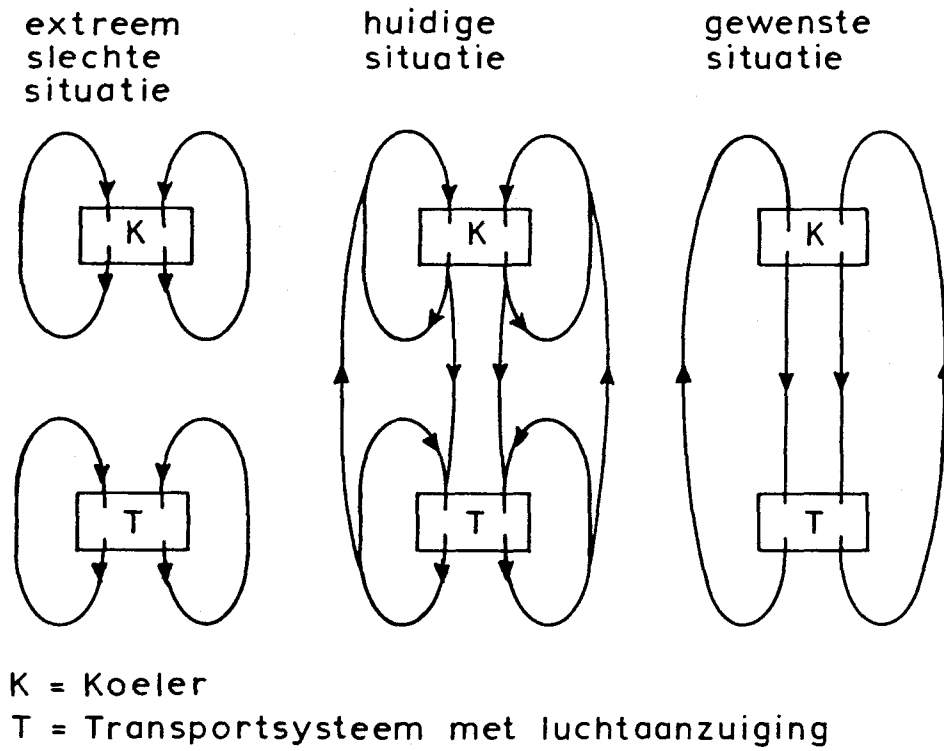 extreem
slechte
situatie
huidige
situatie
gewenste
situatie
K
K
K
T
T
T
K = Koeler
T = Transportsysteem met luchtaanzuiging